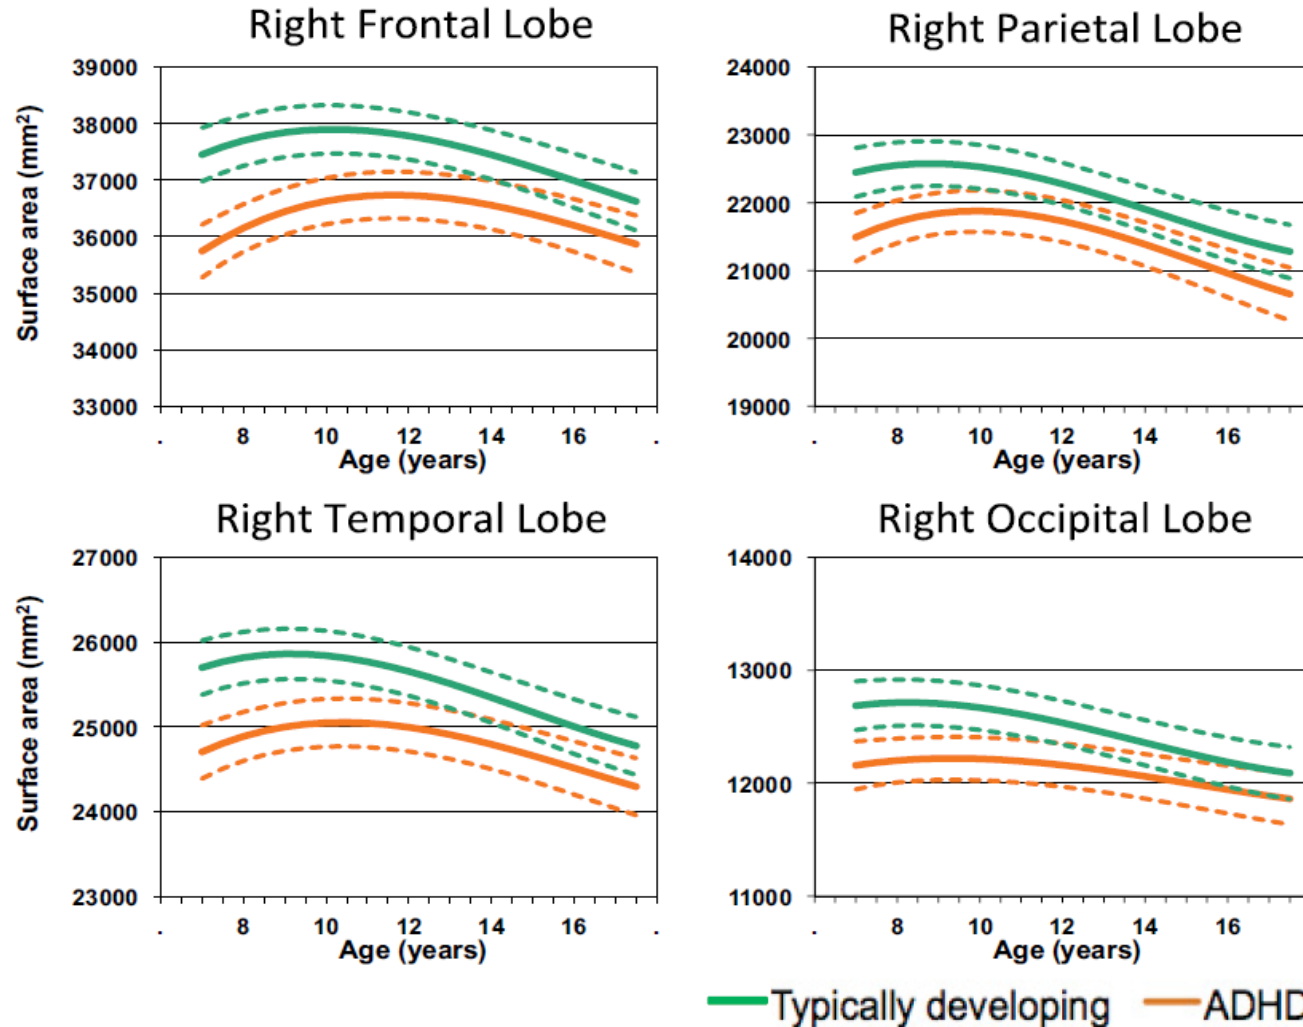 Right Frontal Lobe
39000
38000
37000
36000
35000
34000
33000
Surface area (mm²)
. 8 10 12 14 16 .
Age (years)
Right Parietal Lobe
24000
23000
22000
21000
20000
19000
. 8 10 12 14 16
Age (years)
Right Temporal Lobe
27000
26000
25000
24000
23000
Surface area (mm²)
. 8 10 12 14 16 .
Age (years)
Right Occipital Lobe
14000
13000
12000
11000
. 8 10 12 14 16
Age (years)
Typically developing ADHD